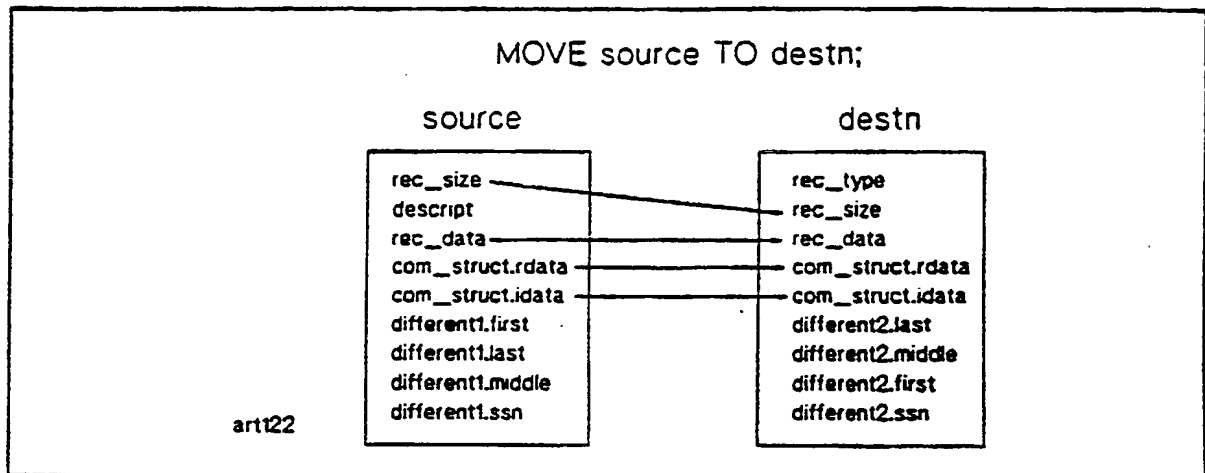 MOVE source TO destn;
source
destn
rec_size
descript
rec_data
com_struct.rdata
com_struct.idata
different1.first
different1.last
different1.middle
different1.ssn
rec_type
rec_size
rec_data
com_struct.rdata
com_struct.idata
different2.last
different2.middle
different2.first
different2.ssn
art122